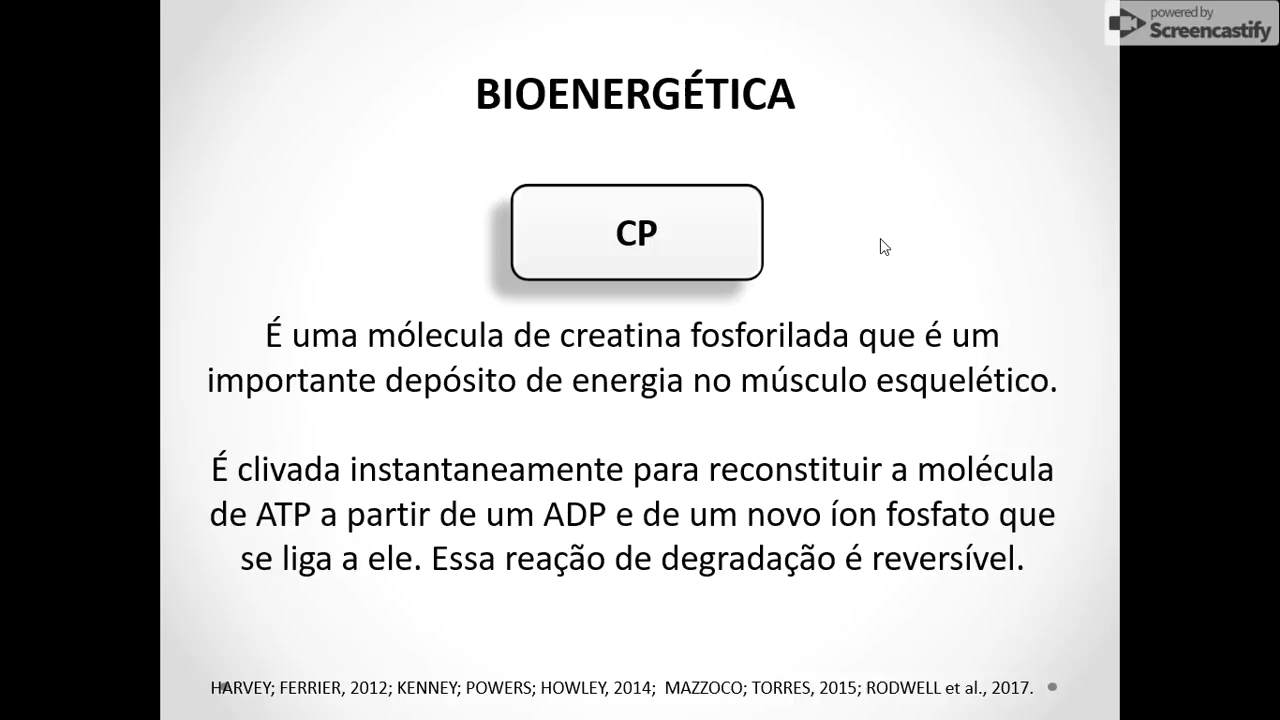 powered by
Screencastify
BIOENERGÉTICA
CP
É uma mólecula de creatina fosforilada que é um
importante depósito de energia no músculo esquelético.
É clivada instantaneamente para reconstituir a molécula
de ATP a partir de um ADP e de um novo íon fosfato que
se liga a ele. Essa reação de degradação é reversível.
HARVEY; FERRIER, 2012; KENNEY; POWERS; HOWLEY, 2014; MAZZOCO; TORRES, 2015; RODWELL et al., 2017.